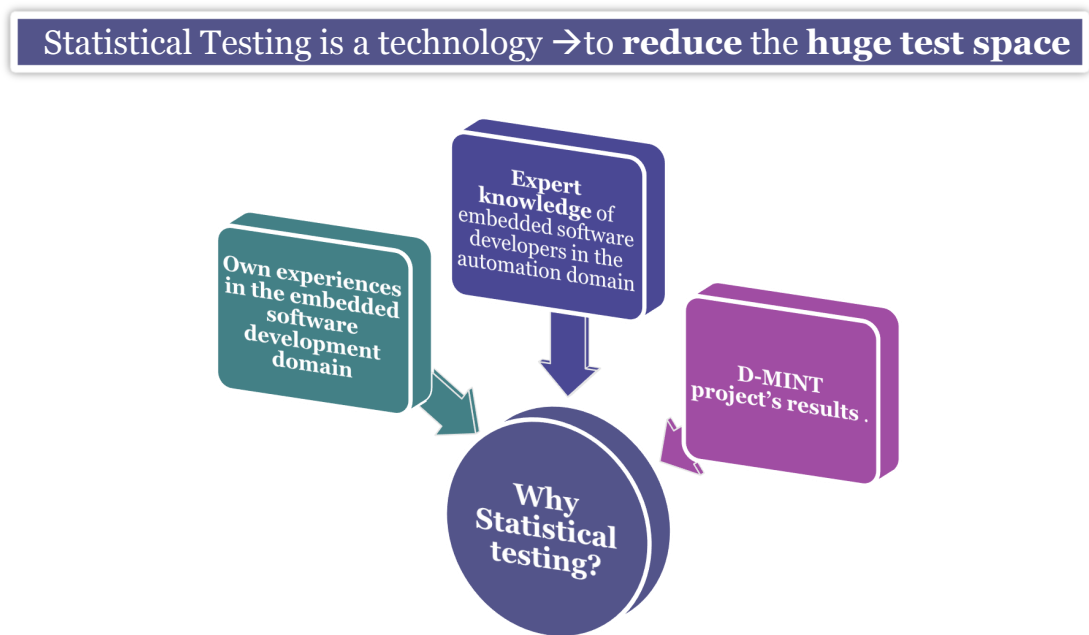 Statistical Testing is a technology →to reduce the huge test space
Expert
knowledge of
embedded software
developers in the
automation domain
Own experiences
in the embedded
software
development
domain
D-MINT
project’s results .
Why
Statistical
testing?